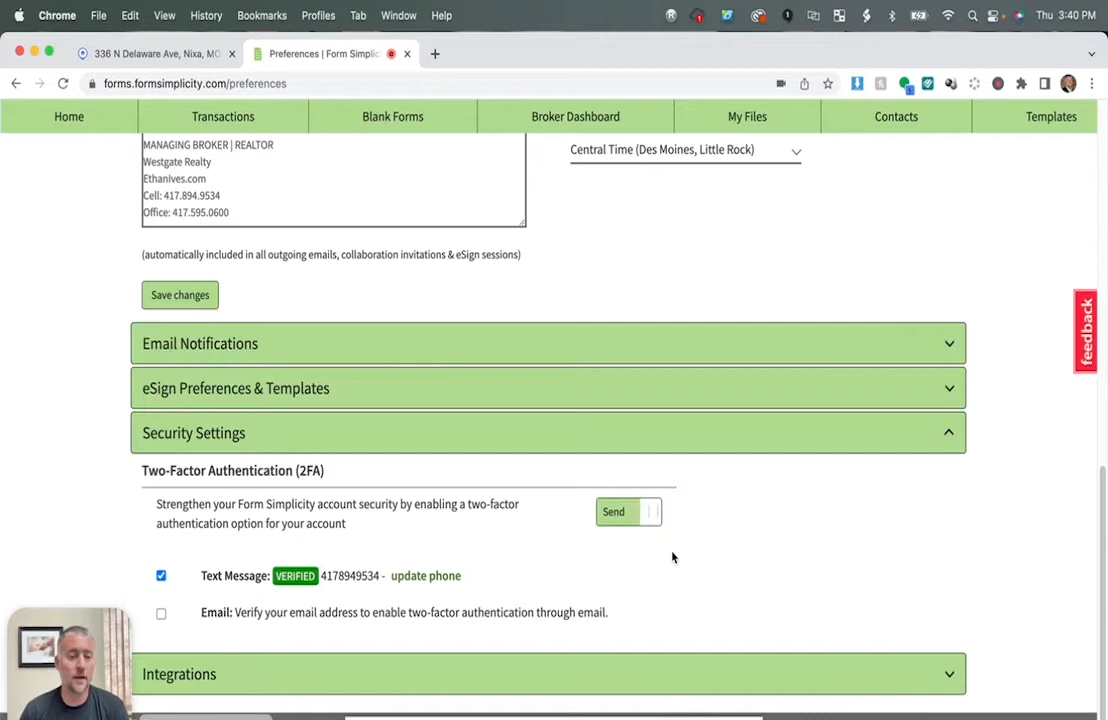 Chrome File Edit View History Bookmarks Profiles Tab Window Help Thu 3:40 PM
336 N Delaware Ave, Nixa, MO
Preferences | Form Simplic
forms.formsimplicity.com/preferences
Home Transactions Blank Forms Broker Dashboard My Files Contacts Templates
MANAGING BROKER | REALTOR
Westgate Realty
EthanIves.com
Cell: 417.894.9534
Office: 417.595.0600
Central Time (Des Moines, Little Rock)
(automatically included in all outgoing emails, collaboration invitations & eSign sessions)
Save changes
feedback
Email Notifications
eSign Preferences & Templates
Security Settings
Two-Factor Authentication (2FA)
Strengthen your Form Simplicity account security by enabling a two-factor
authentication option for your account
Send
Text Message: VERIFIED 4178949534 - update phone
Email: Verify your email address to enable two-factor authentication through email.
Integrations